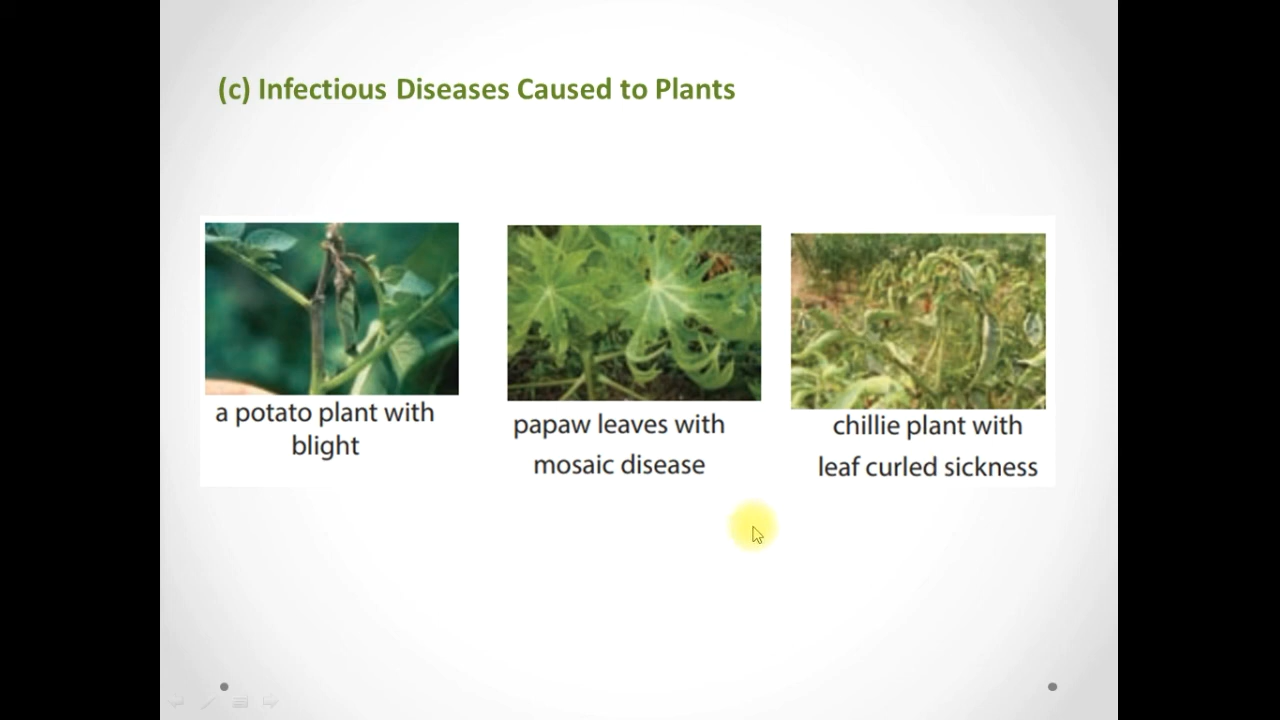 (c) Infectious Diseases Caused to Plants
a potato plant with
blight
papaw leaves with
mosaic disease
chillie plant with
leaf curled sickness